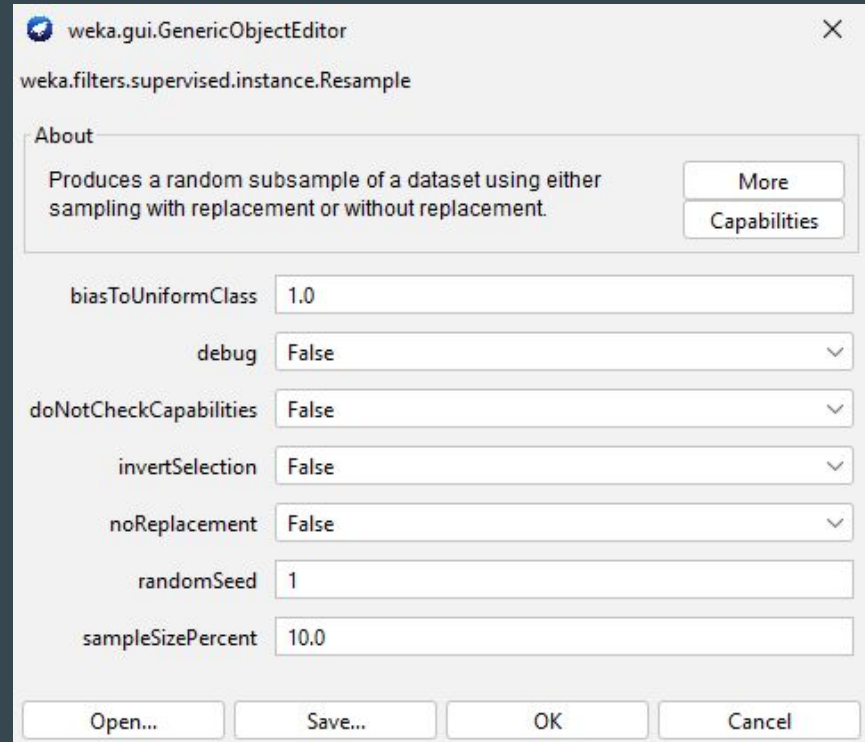 weka.gui.GenericObjectEditor
weka.filters.supervised.instance.Resample
About
Produces a random subsample of a dataset using either
sampling with replacement or without replacement.
More
Capabilities
biasToUniformClass 1.0
debug False
doNotCheckCapabilities False
invertSelection False
noReplacement False
randomSeed 1
sampleSizePercent 10.0
Open... Save... OK Cancel